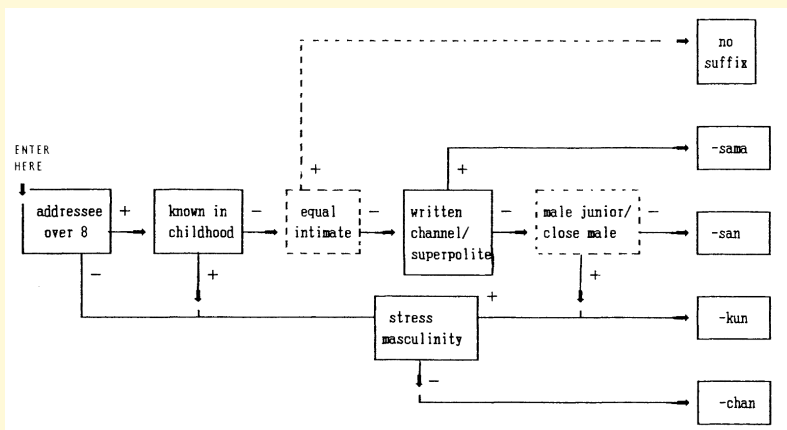 no
suffix
ENTER
HERE
+
-sama
+
addressee
over 8
+
known in
childhood
−
equal
intimate
−
written
channel/
superpolite
−
male junior/
close male
−
-san
−
+
+
stress
masculinity
+
-kun
−
-chan